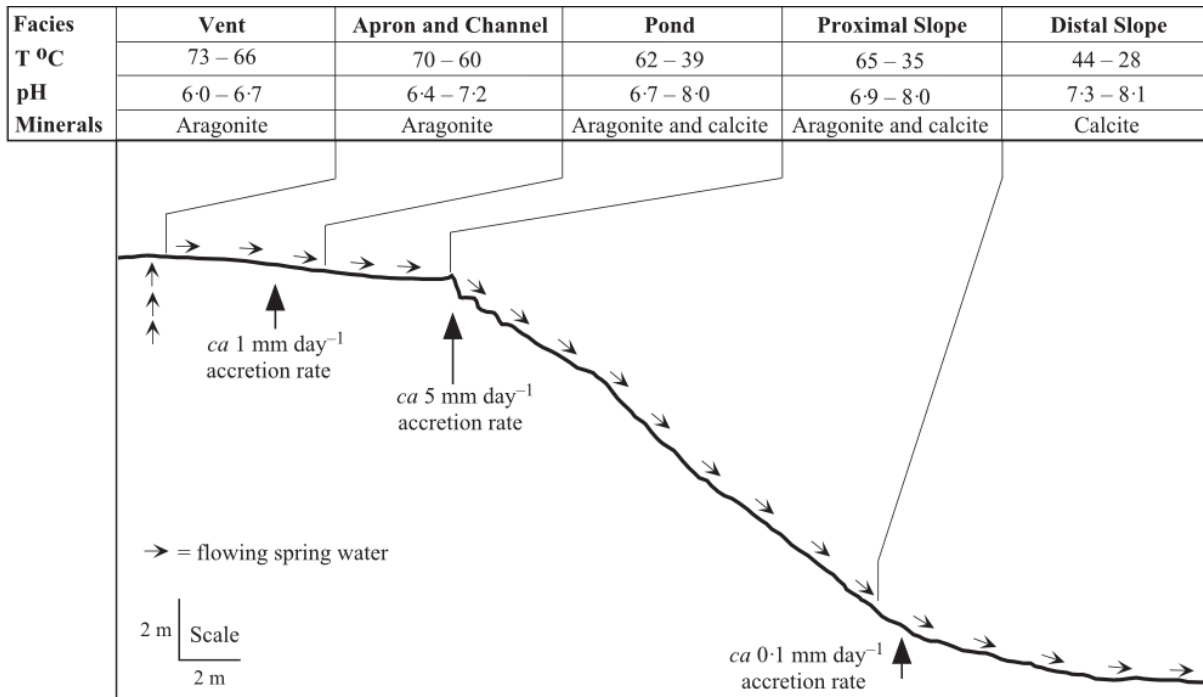 Facies Vent Apron and Channel Pond Proximal Slope Distal Slope
T ºC 73 – 66 70 – 60 62 – 39 65 – 35 44 – 28
pH 6·0 – 6·7 6·4 – 7·2 6·7 – 8·0 6·9 – 8·0 7·3 – 8·1
Minerals Aragonite Aragonite Aragonite and calcite Aragonite and calcite Calcite
ca 1 mm day⁻¹
accretion rate
ca 5 mm day⁻¹
accretion rate
= flowing spring water
2 m Scale
2 m
ca 0·1 mm day⁻¹
accretion rate